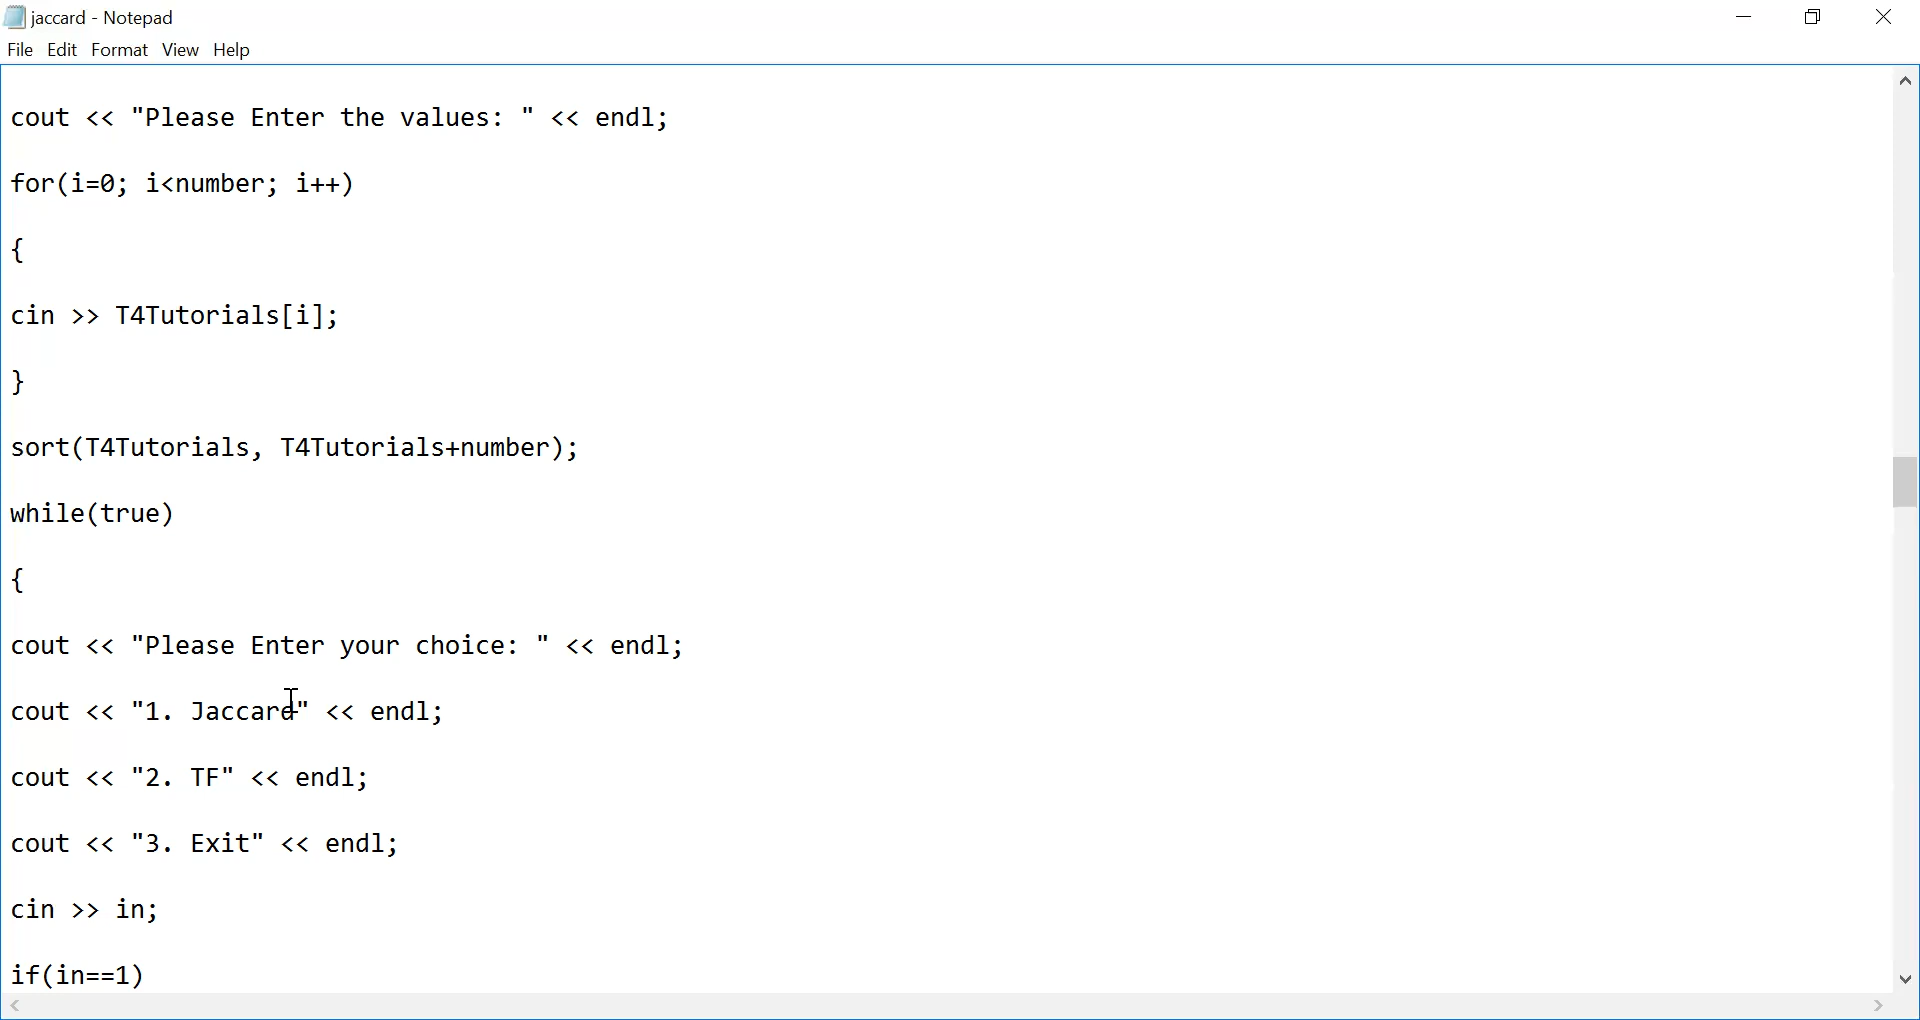 jaccard - Notepad
File Edit Format View Help
cout << "Please Enter the values: " << endl;
for(i=0; i<number; i++)
{
cin >> T4Tutorials[i];
}
sort(T4Tutorials, T4Tutorials+number);
while(true)
{
cout << "Please Enter your choice: " << endl;
cout << "1. Jaccard" << endl;
cout << "2. TF" << endl;
cout << "3. Exit" << endl;
cin >> in;
if(in==1)